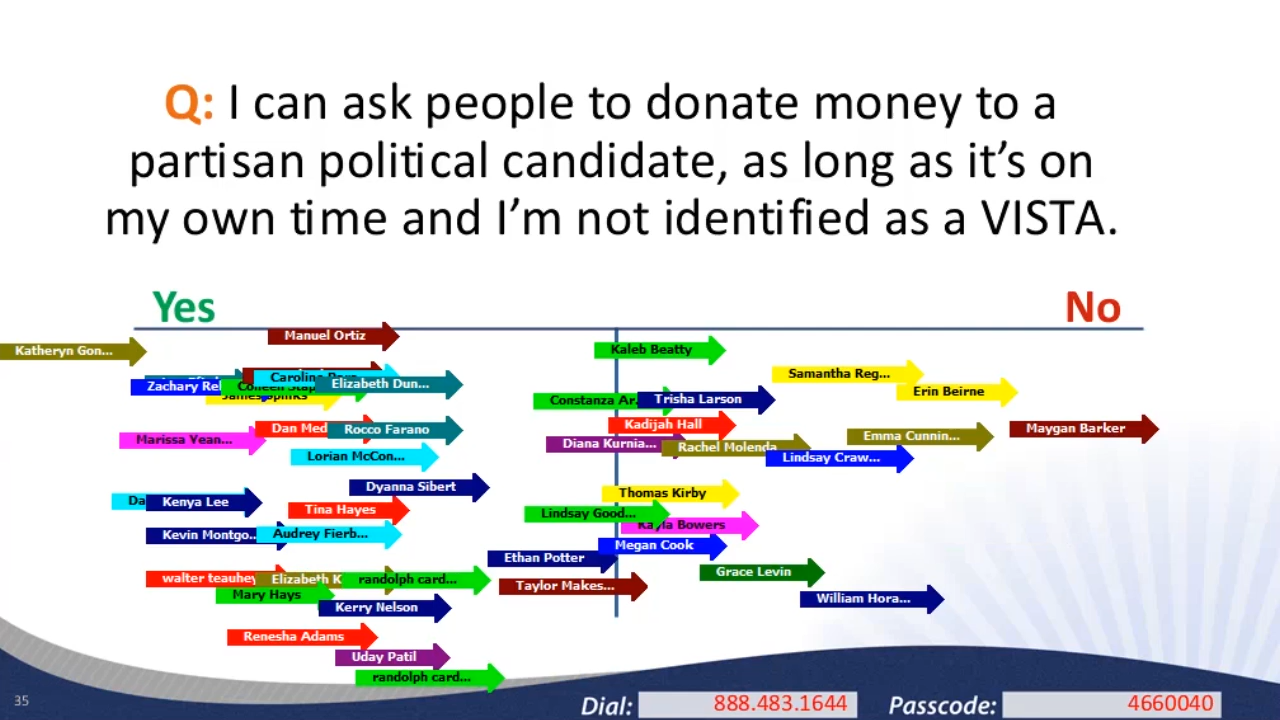 Q: I can ask people to donate money to a
partisan political candidate, as long as it's on
my own time and I'm not identified as a VISTA.
Yes
No
Manuel Ortiz
Katheryn Gon...
Kaleb Beatty
Samantha Reg...
Elizabeth Dun...
Zachary
Erin Beirne
Constanza
Trisha Larson
Kadijah Hall
Dan
Rocco Farano
Maygan Barker
Emma Cunnin...
Marissa Yean...
Diana Kurnia...
Rachel Molenda
Lorian McCon...
Lindsay Craw...
Dyanna Sibert
Thomas Kirby
Kenya Lee
Tina Hayes
Lindsay Good...
Kayla Bowers
Kevin Montgo...
Audrey Fierb...
Megan Cook
Ethan Potter
Grace Levin
walter teauhey
Elizabeth K
randolph card...
Taylor Makes...
Mary Hays
William Hora...
Kerry Nelson
Renesha Adams
Uday Patil
randolph card...
35
Dial: 888.483.1644 Passcode: 4660040